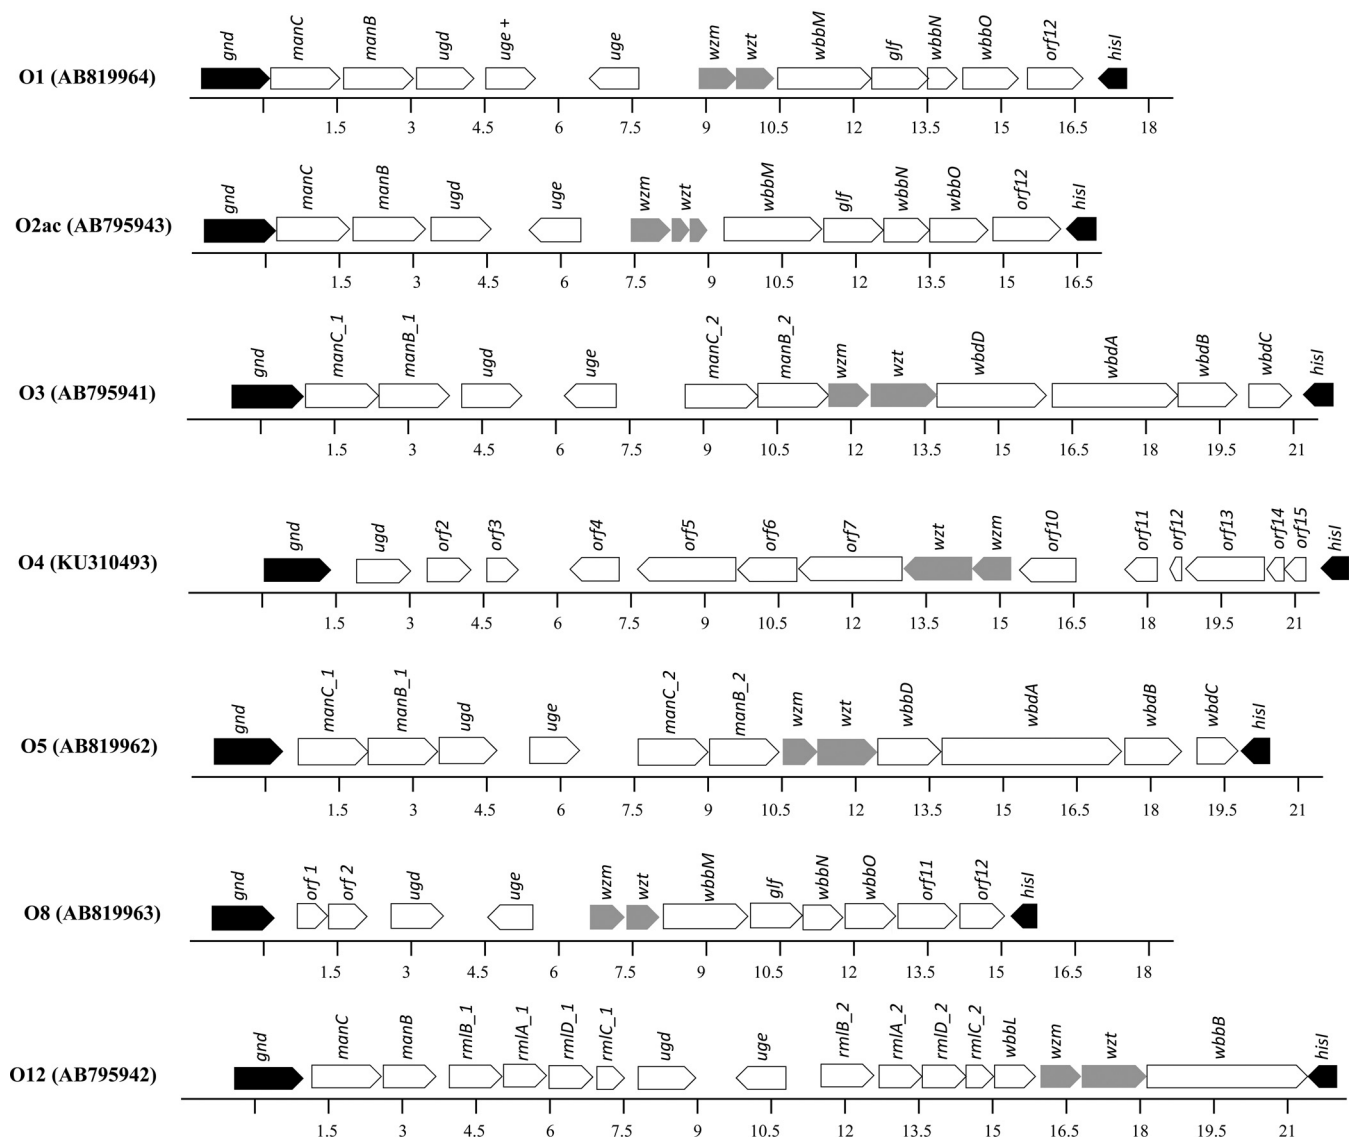 gnd manC manB ugd uge + uge wzm wzt wbbM glf wbbN wbbO orf12 hisI
O1 (AB819964)
1.5 3 4.5 6 7.5 9 10.5 12 13.5 15 16.5 18
gnd manC manB ugd uge wzm wzt wbbM glf wbbN wbbO orf12 hisI
O2ac (AB795943)
1.5 3 4.5 6 7.5 9 10.5 12 13.5 15 16.5
gnd manC_1 manB_1 ugd uge manC_2 manB_2 wzm wzt wbdD wbdA wbdB wbdC hisI
O3 (AB795941)
1.5 3 4.5 6 7.5 9 10.5 12 13.5 15 16.5 18 19.5 21
gnd ugd orf2 orf3 orf4 orf5 orf6 orf7 wzt wzm orf10 orf11 orf12 orf13 orf14 orf15 hisI
O4 (KU310493)
1.5 3 4.5 6 7.5 9 10.5 12 13.5 15 16.5 18 19.5 21
gnd manC_1 manB_1 ugd uge manC_2 manB_2 wzm wzt wbbD wbdA wbdB wbdC hisI
O5 (AB819962)
1.5 3 4.5 6 7.5 9 10.5 12 13.5 15 16.5 18 19.5 21
gnd orf 1 orf 2 ugd uge wzm wzt wbbM glf wbbN wbbO orf11 orf12 hisI
O8 (AB819963)
1.5 3 4.5 6 7.5 9 10.5 12 13.5 15 16.5 18
gnd manC manB rmlB_1 rmlA_1 rmlD_1 rmlC_1 ugd uge rmlB_2 rmlA_2 rmlD_2 rmlC_2 wbbL wzm wzt wbbB hisI
O12 (AB795942)
1.5 3 4.5 6 7.5 9 10.5 12 13.5 15 16.5 18 19.5 21